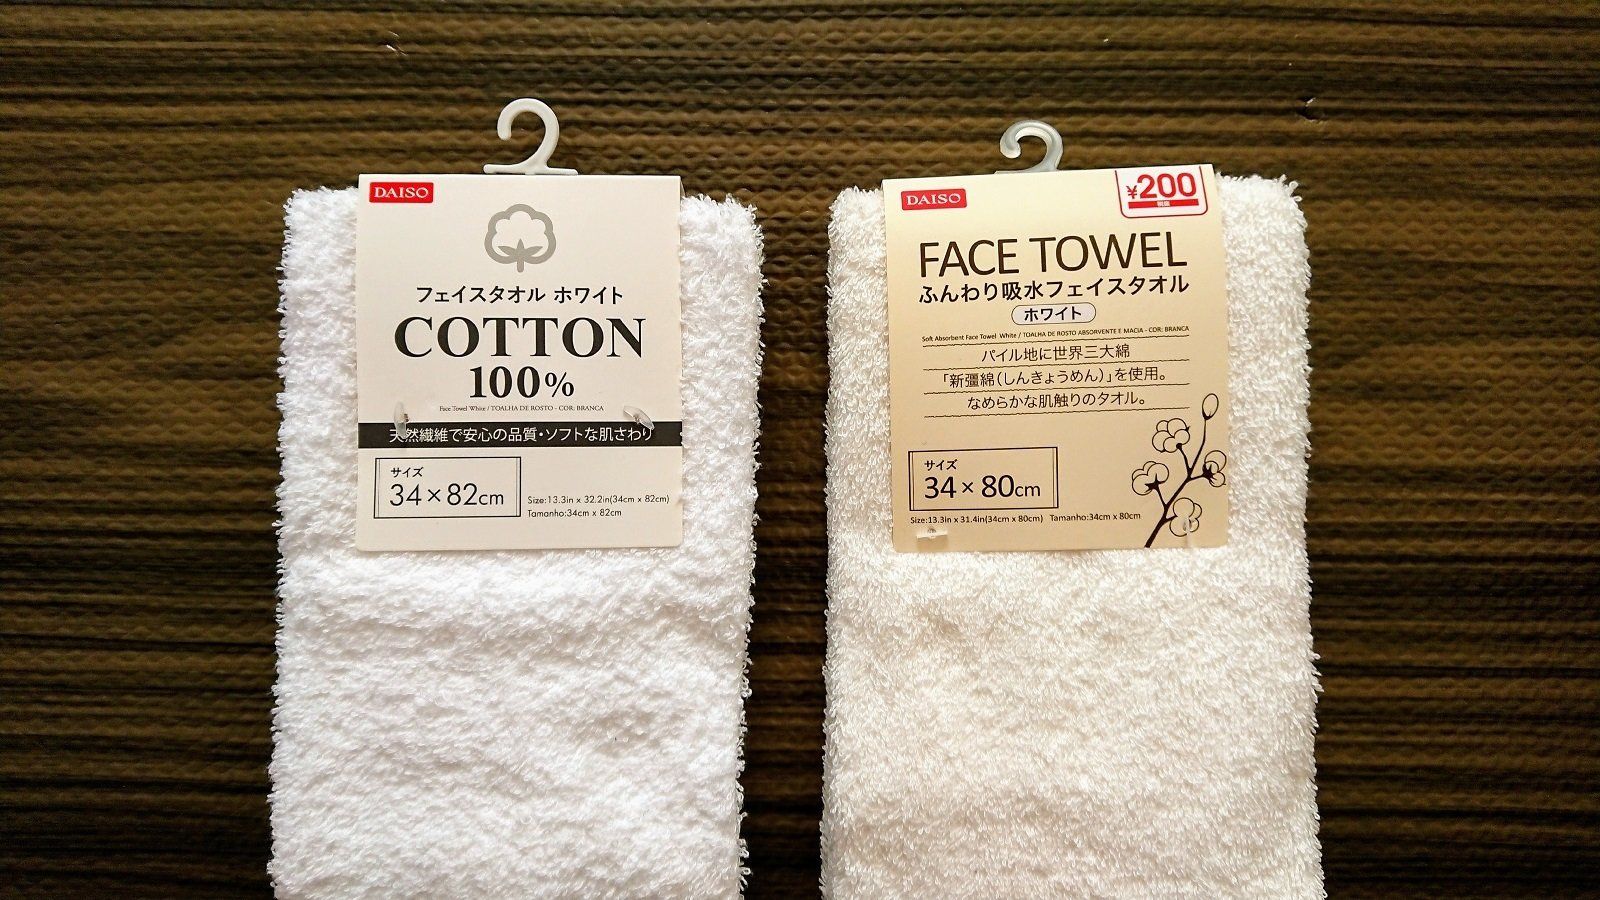 DAISO
フェイスタオル ホワイト
COTTON
100%
Face Towel White / TOALHA DE ROSTO - COR: BRANCA
天然繊維で安心の品質・ソフトな肌さわり
サイズ
34×82cm
Size:13.3in x 32.2in(34cm x 82cm)
Tamanho:34cm x 82cm
DAISO
¥200
税抜
FACE TOWEL
ふんわり吸水フェイスタオル
ホワイト
Soft Absorbent Face Towel White / TOALHA DE ROSTO ABSORVENTE E MACIA - COR: BRANCA
パイル地に世界三大綿
「新疆綿(しんきょうめん)」を使用。
なめらかな肌触りのタオル。
サイズ
34×80cm
Size:13.3in x 31.4in(34cm x 80cm) Tamanho:34cm x 80cm